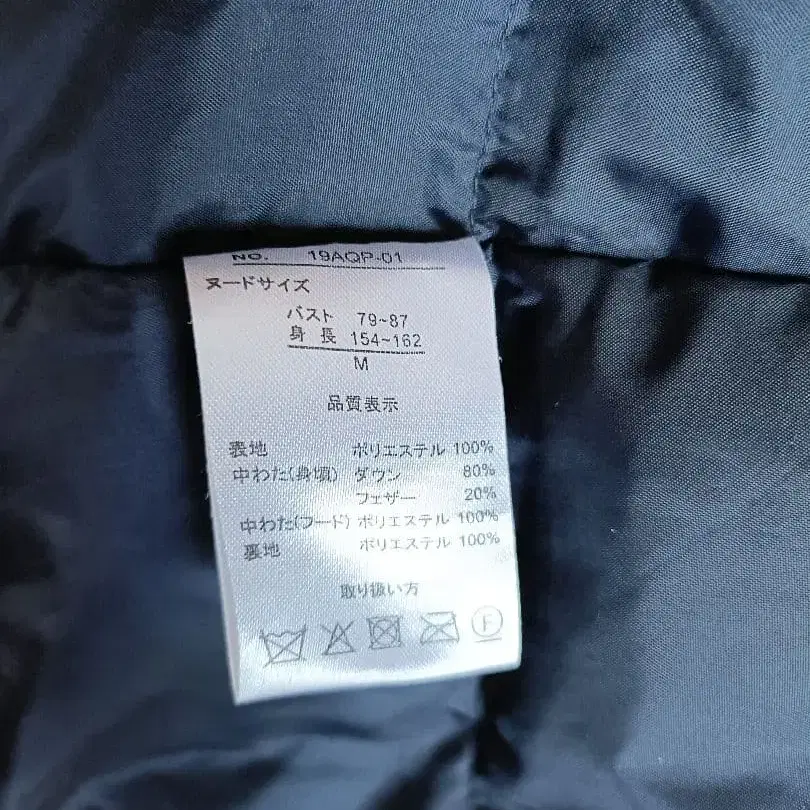 NO. 19AQP-01
ヌードサイズ
バスト 79~87
身長 154~162
M
品質表示
表地 ポリエステル 100%
中わた(身頃) ダウン 80%
フェザー 20%
中わた(フード) ポリエステル 100%
裏地 ポリエステル 100%
取り扱い方
F